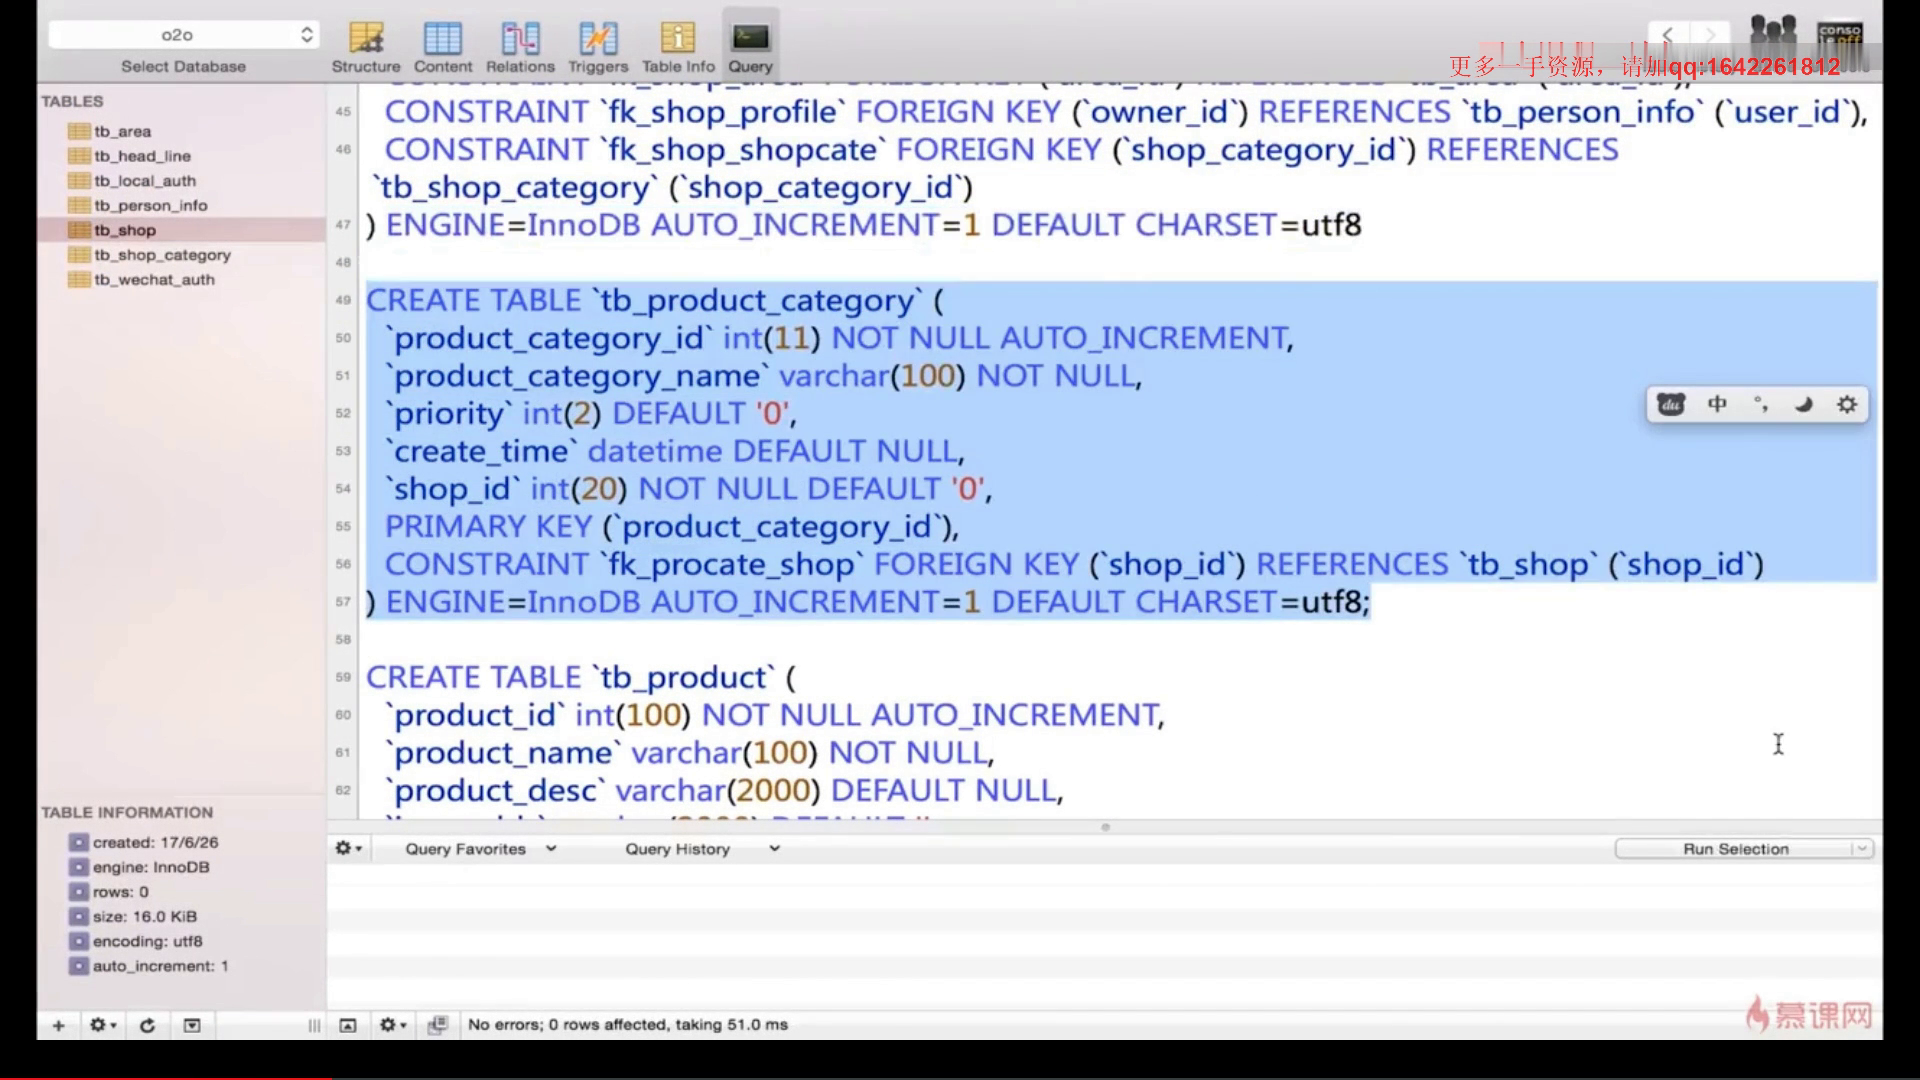 o2o
Select Database
Structure
Content
Relations
Triggers
Table Info
Query
conso
le off
更多一手资源，请加qq:1642261812
TABLES
tb_area
tb_head_line
tb_local_auth
tb_person_info
tb_shop
tb_shop_category
tb_wechat_auth
45 CONSTRAINT `fk_shop_profile` FOREIGN KEY (`owner_id`) REFERENCES `tb_person_info` (`user_id`),
46 CONSTRAINT `fk_shop_shopcate` FOREIGN KEY (`shop_category_id`) REFERENCES
`tb_shop_category` (`shop_category_id`)
47 ) ENGINE=InnoDB AUTO_INCREMENT=1 DEFAULT CHARSET=utf8
48
49 CREATE TABLE `tb_product_category` (
50 `product_category_id` int(11) NOT NULL AUTO_INCREMENT,
51 `product_category_name` varchar(100) NOT NULL,
52 `priority` int(2) DEFAULT '0',
53 `create_time` datetime DEFAULT NULL,
54 `shop_id` int(20) NOT NULL DEFAULT '0',
55 PRIMARY KEY (`product_category_id`),
56 CONSTRAINT `fk_procate_shop` FOREIGN KEY (`shop_id`) REFERENCES `tb_shop` (`shop_id`)
57 ) ENGINE=InnoDB AUTO_INCREMENT=1 DEFAULT CHARSET=utf8;
58
59 CREATE TABLE `tb_product` (
60 `product_id` int(100) NOT NULL AUTO_INCREMENT,
61 `product_name` varchar(100) NOT NULL,
62 `product_desc` varchar(2000) DEFAULT NULL,
du 中 °,
TABLE INFORMATION
created: 17/6/26
engine: InnoDB
rows: 0
size: 16.0 KiB
encoding: utf8
auto_increment: 1
Query Favorites
Query History
Run Selection
No errors; 0 rows affected, taking 51.0 ms
慕课网